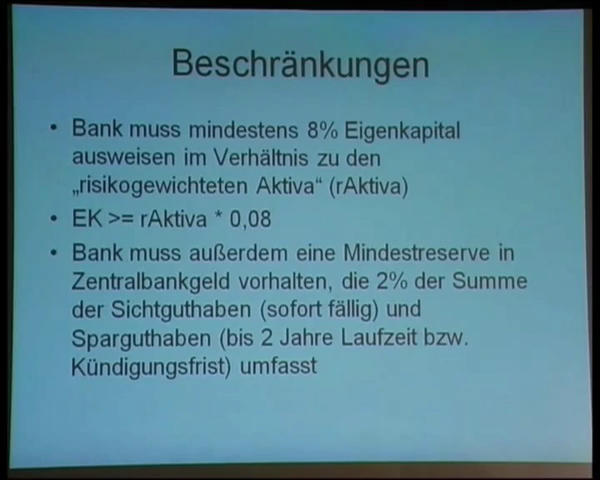 Beschränkungen
• Bank muss mindestens 8% Eigenkapital
ausweisen im Verhältnis zu den
„risikogewichteten Aktiva“ (rAktiva)
• EK >= rAktiva * 0,08
• Bank muss außerdem eine Mindestreserve in
Zentralbankgeld vorhalten, die 2% der Summe
der Sichtguthaben (sofort fällig) und
Sparguthaben (bis 2 Jahre Laufzeit bzw.
Kündigungsfrist) umfasst